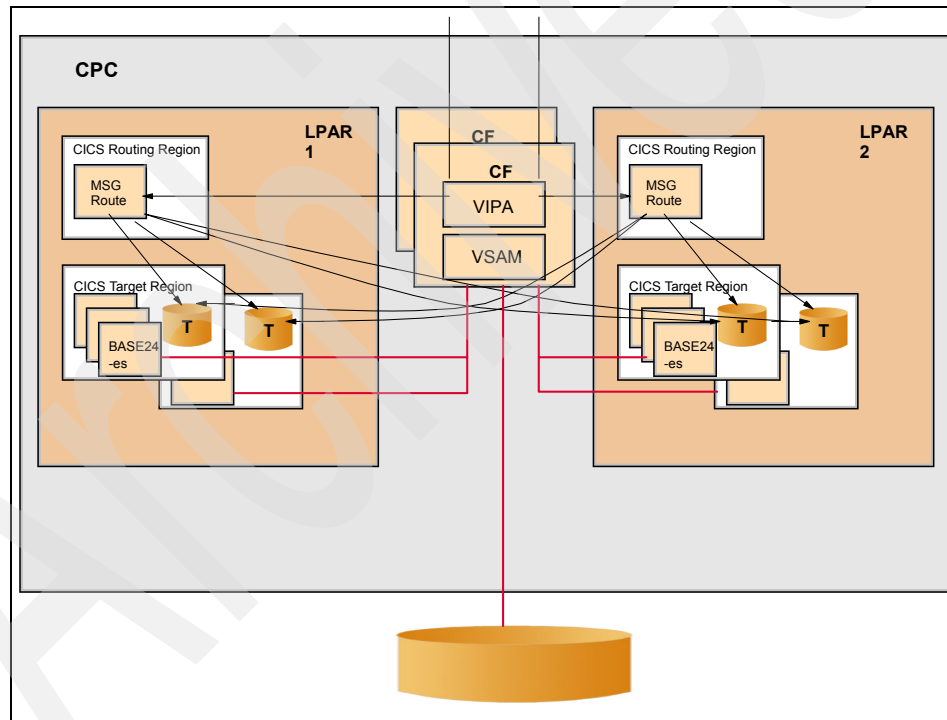 CPC
LPAR
1
CICS Routing Region
MSG
Route
CICS Target Region
T
T
BASE24
-es
CF
CF
VIPA
VSAM
LPAR
2
CICS Routing Region
MSG
Route
CICS Target Region
T
T
BASE24
-es